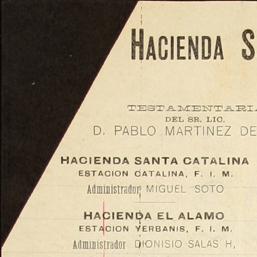 HACIENDA S
TESTAMENTARIA
DEL SR. LIC.
D. PABLO MARTINEZ DE
HACIENDA SANTA CATALINA
ESTACION CATALINA, F. I. M.
Administrador MIGUEL SOTO
HACIENDA EL ALAMO
ESTACION YERBANIS, F. I. M.
Administrador DIONISIO SALAS H,